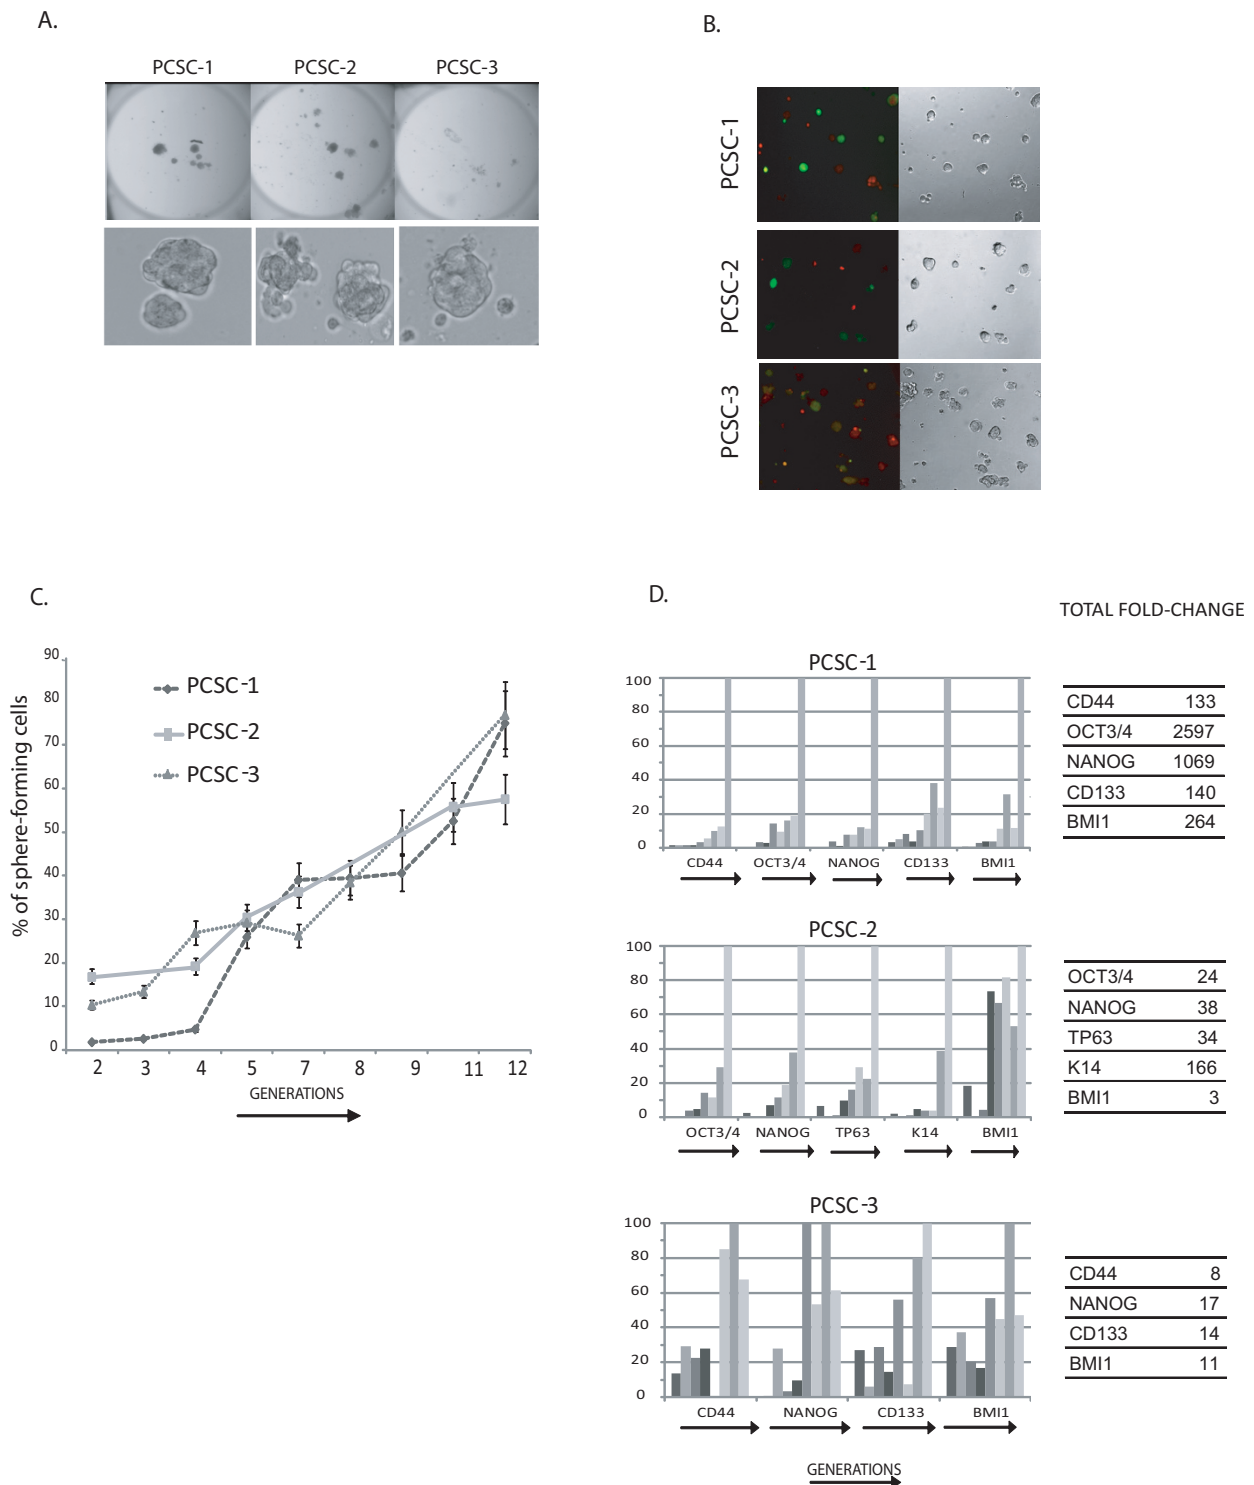 A.
PCSC-1 PCSC-2 PCSC-3
B.
PCSC-1
PCSC-2
PCSC-3
C.
% of sphere-forming cells
90
80
70
60
50
40
30
20
10
0
PCSC-1
PCSC-2
PCSC-3
2 3 4 5 7 8 9 11 12
GENERATIONS
D.
TOTAL FOLD-CHANGE
PCSC-1
100
80
60
40
20
0
CD44 OCT3/4 NANOG CD133 BMI1
CD44 133
OCT3/4 2597
NANOG 1069
CD133 140
BMI1 264
PCSC-2
100
80
60
40
20
0
OCT3/4 NANOG TP63 K14 BMI1
OCT3/4 24
NANOG 38
TP63 34
K14 166
BMI1 3
PCSC-3
100
80
60
40
20
0
CD44 NANOG CD133 BMI1
CD44 8
NANOG 17
CD133 14
BMI1 11
GENERATIONS